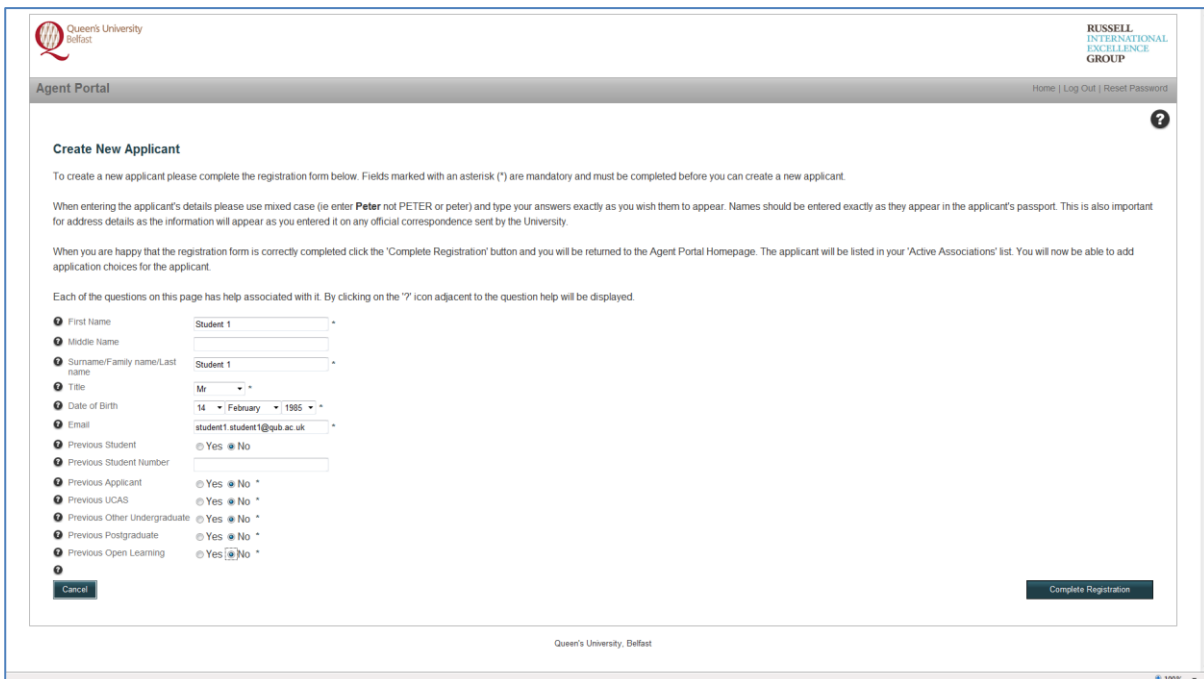 Queen's University
Belfast
RUSSELL
INTERNATIONAL
EXCELLENCE
GROUP
Agent Portal
Home | Log Out | Reset Password
?
Create New Applicant
To create a new applicant please complete the registration form below. Fields marked with an asterisk (*) are mandatory and must be completed before you can create a new applicant.
When entering the applicant's details please use mixed case (ie enter Peter not PETER or peter) and type your answers exactly as you wish them to appear. Names should be entered exactly as they appear in the applicant's passport. This is also important
for address details as the information will appear as you entered it on any official correspondence sent by the University.
When you are happy that the registration form is correctly completed click the 'Complete Registration' button and you will be returned to the Agent Portal Homepage. The applicant will be listed in your 'Active Associations' list. You will now be able to add
application choices for the applicant.
Each of the questions on this page has help associated with it. By clicking on the '?' icon adjacent to the question help will be displayed.
? First Name Student 1 *
? Middle Name
? Surname/Family name/Last
name Student 1 *
? Title Mr *
? Date of Birth 14 February 1985 *
? Email student1.student1@qub.ac.uk *
? Previous Student Yes No
? Previous Student Number
? Previous Applicant Yes No *
? Previous UCAS Yes No *
? Previous Other Undergraduate Yes No *
? Previous Postgraduate Yes No *
? Previous Open Learning Yes No *
?
Cancel Complete Registration
Queen's University, Belfast
100%